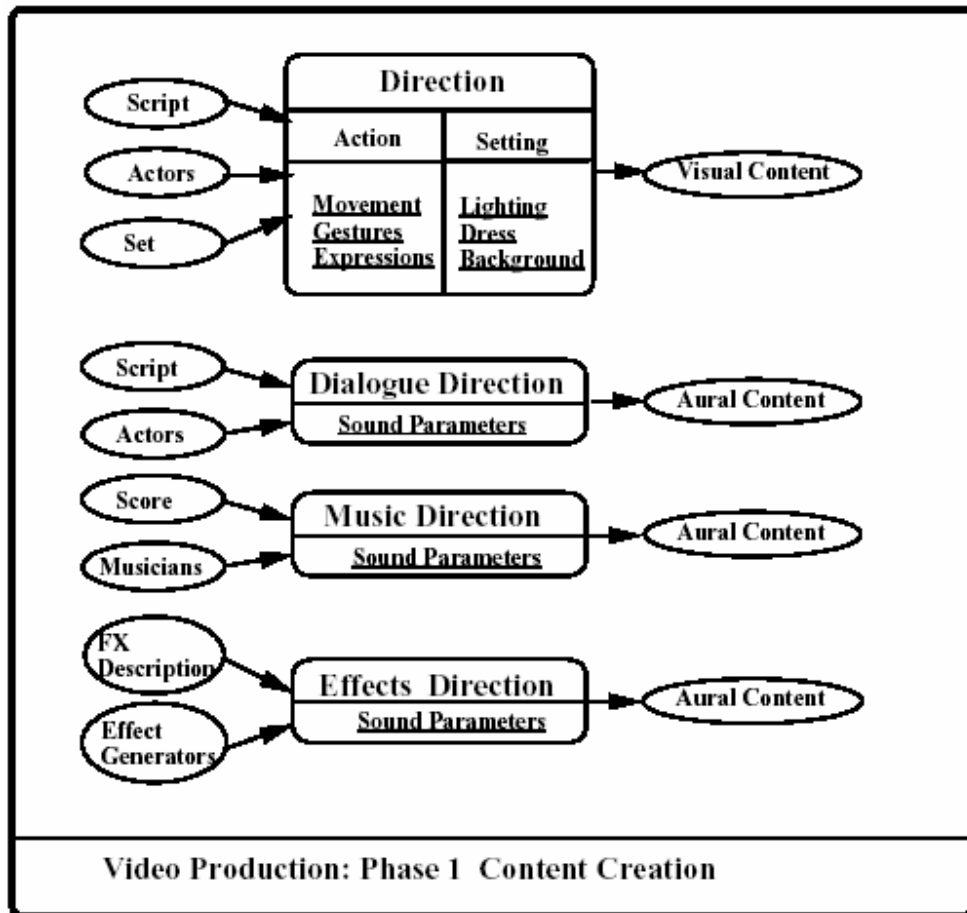 Direction
Script
Action
Setting
Actors
Visual Content
Movement
Gestures
Expressions
Lighting
Dress
Background
Set
Script
Dialogue Direction
Aural Content
Sound Parameters
Actors
Score
Music Direction
Aural Content
Sound Parameters
Musicians
FX
Description
Effects Direction
Aural Content
Sound Parameters
Effect
Generators
Video Production: Phase 1 Content Creation